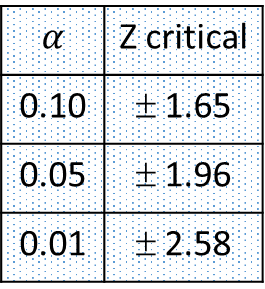 α Z critical
0.10 ± 1.65
0.05 ± 1.96
0.01 ± 2.58